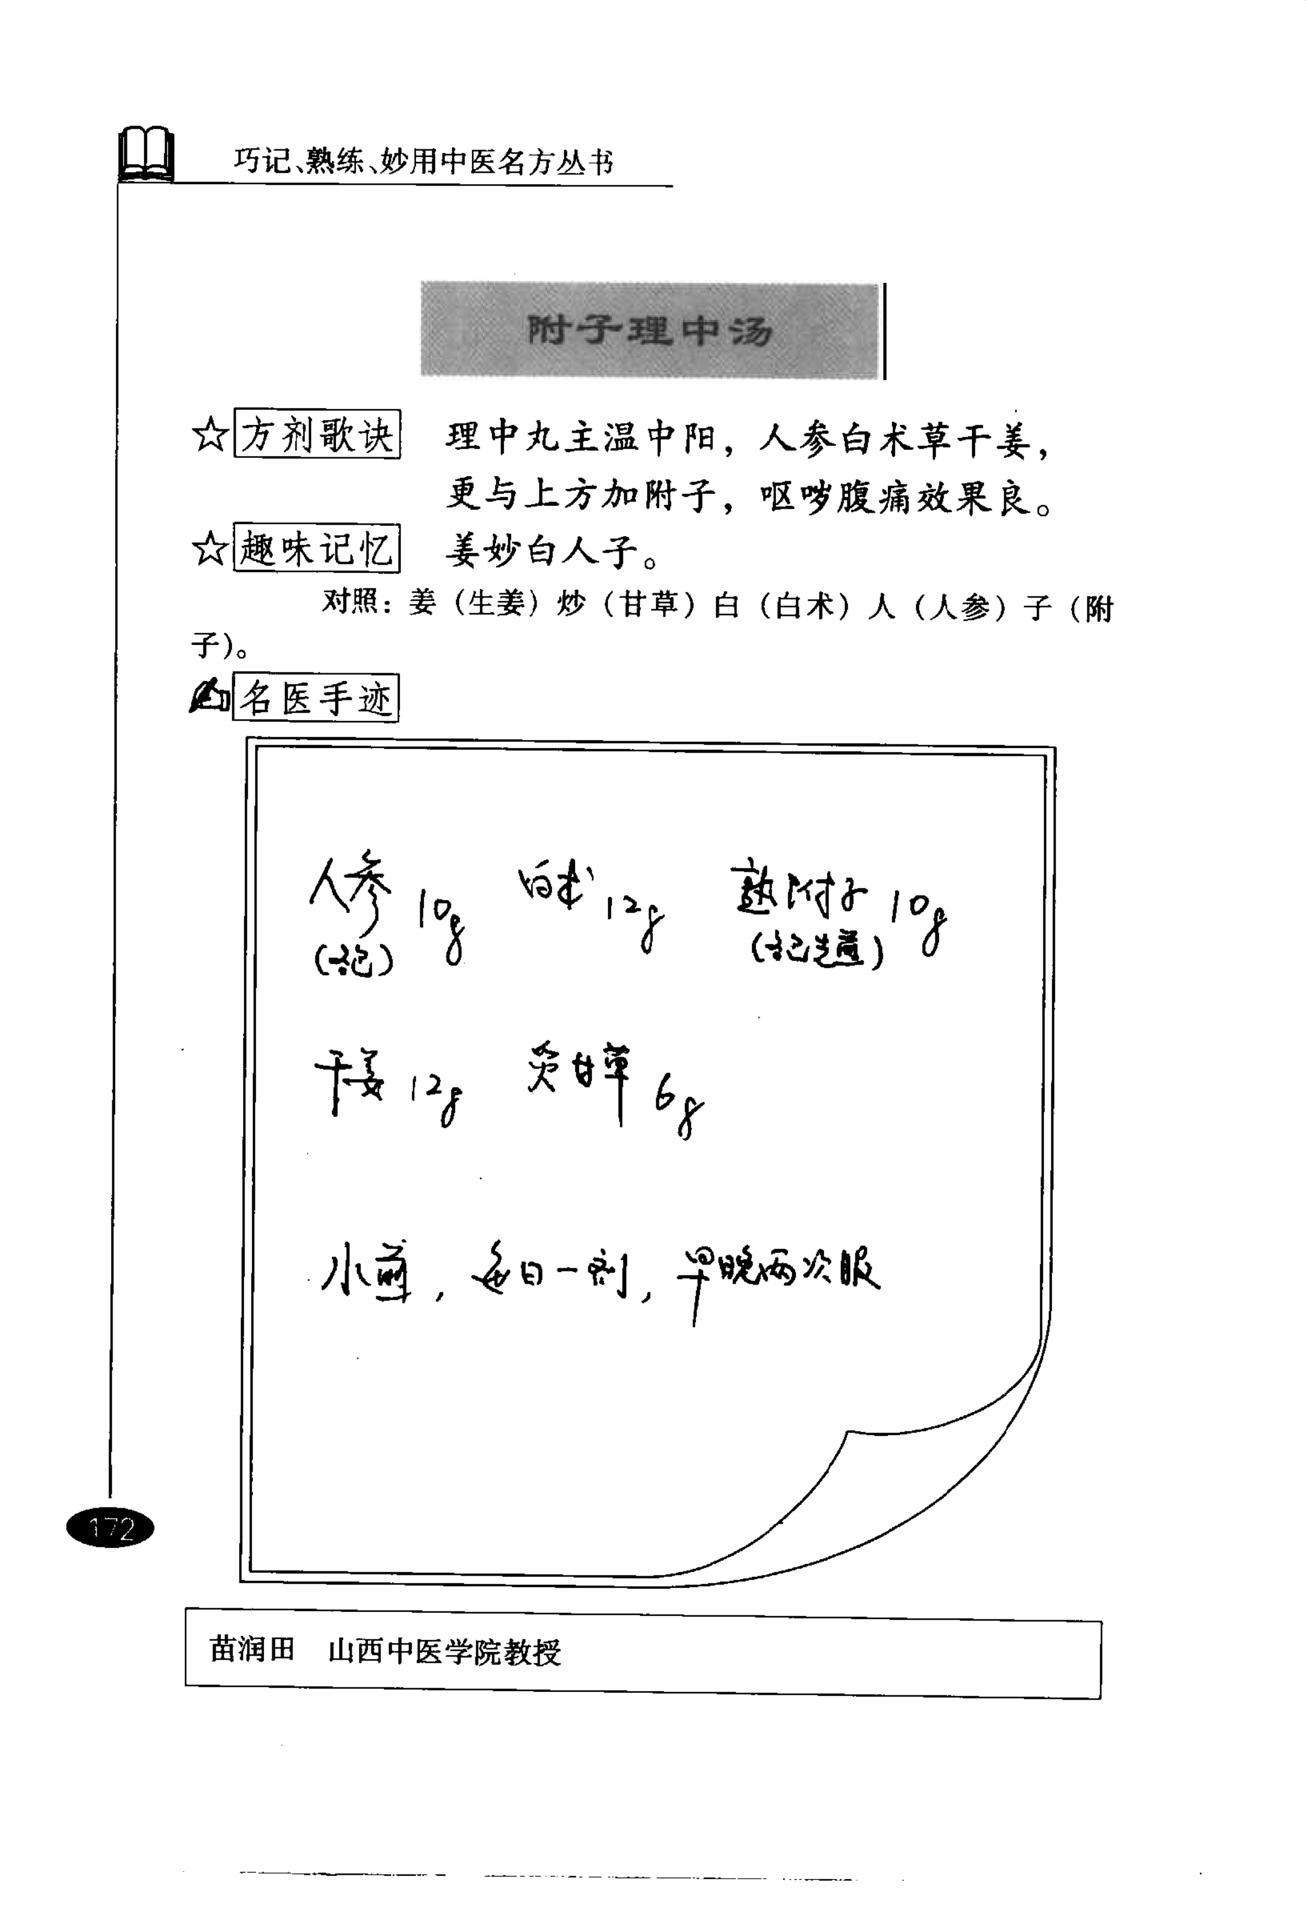 巧记、熟练、妙用中医名方丛书
附子理中汤
☆方剂歌诀 理中丸主温中阳，人参白术草干姜，
更与上方加附子，呕哕腹痛效果良。
☆趣味记忆 姜妙白人子。
对照：姜（生姜）炒（甘草）白（白术）人（人参）子（附
子）。
名医手迹
人参 10g 白术 12g 熟附子 10g
干姜 12g 炙甘草 6g
水煎，每日一剂，早晚两次服
172
苗润田 山西中医学院教授